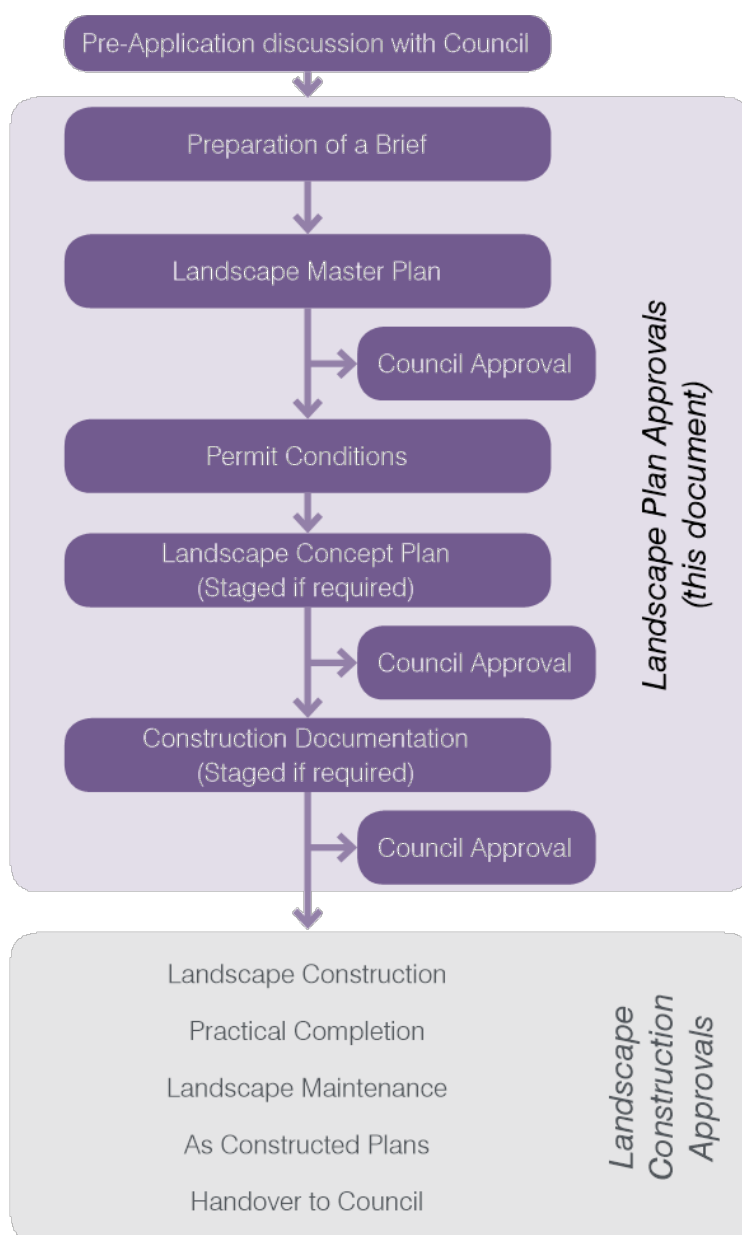 Pre-Application discussion with Council
Preparation of a Brief
Landscape Master Plan
Council Approval
Permit Conditions
Landscape Concept Plan
(Staged if required)
Council Approval
Construction Documentation
(Staged if required)
Council Approval
Landscape Plan Approvals
(this document)
Landscape Construction
Practical Completion
Landscape Maintenance
As Constructed Plans
Handover to Council
Landscape
Construction
Approvals